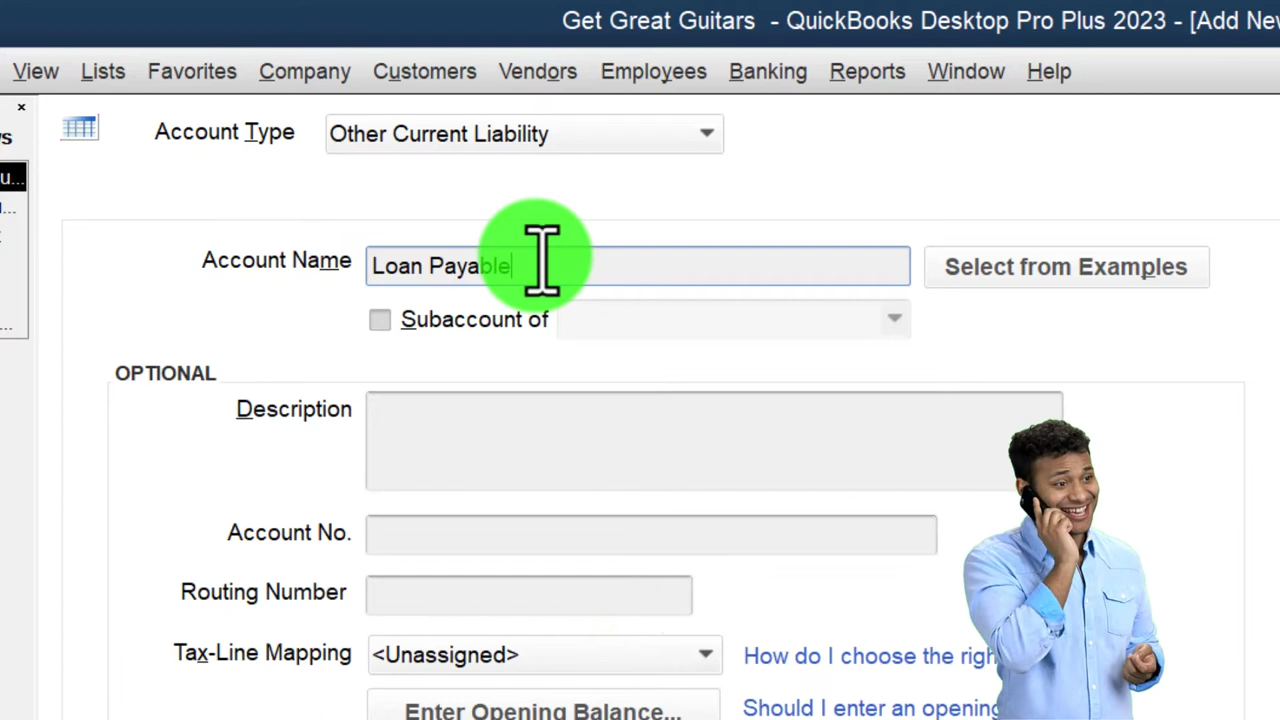 Get Great Guitars - QuickBooks Desktop Pro Plus 2023 - [Add New
View Lists Favorites Company Customers Vendors Employees Banking Reports Window Help
Account Type Other Current Liability
Account Name Loan Payable Select from Examples
Subaccount of
OPTIONAL
Description
Account No.
Routing Number
Tax-Line Mapping <Unassigned> How do I choose the righ
Enter Opening Balance... Should I enter an opening